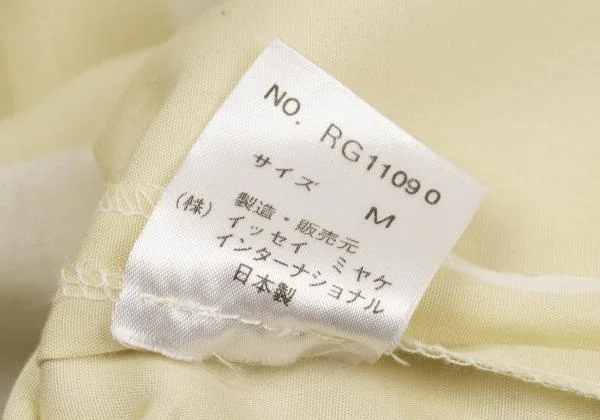 NO. RG11090
サイズ M
製造・販売元
(株) イッセイ ミヤケ
インターナショナル
日本製